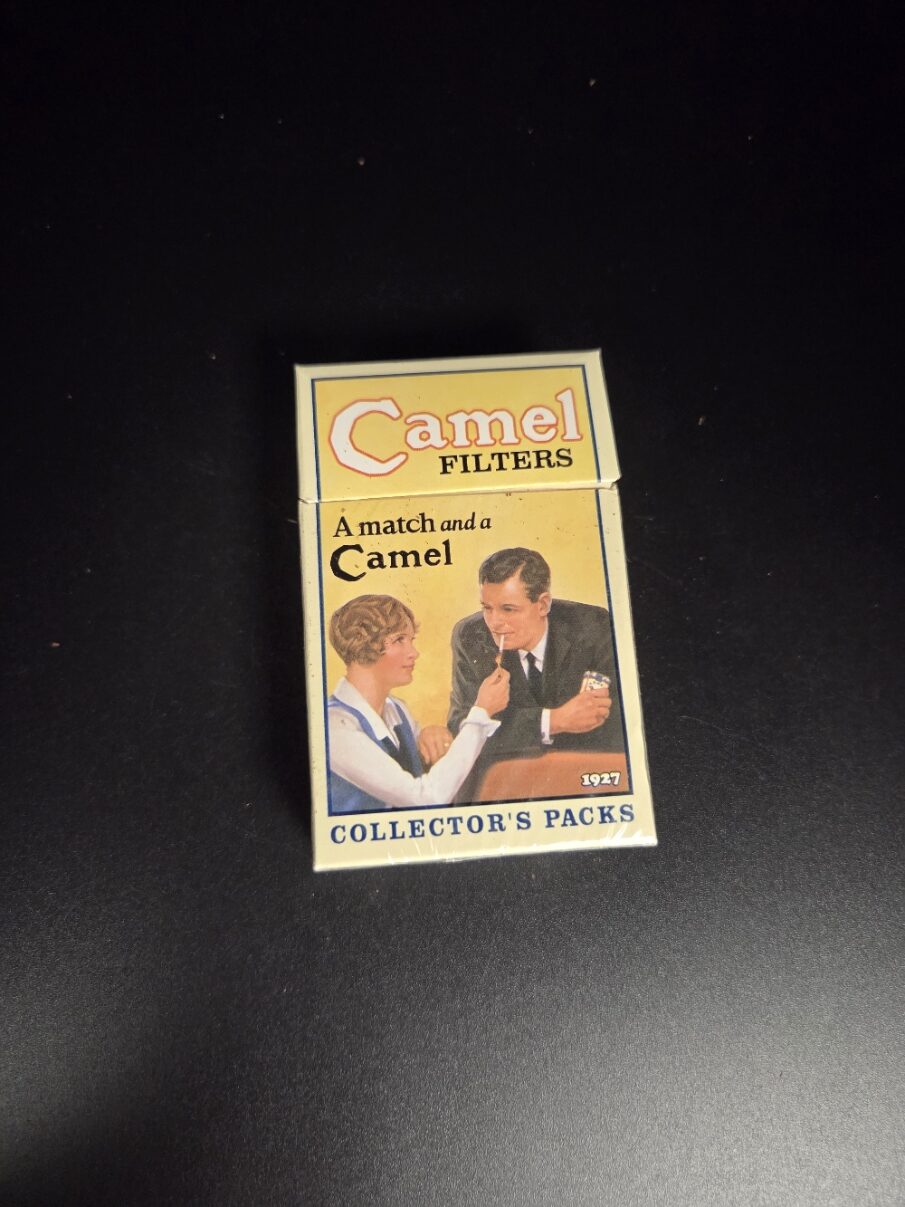 Camel
FILTERS
A match and a
Camel
1927
COLLECTOR'S PACKS